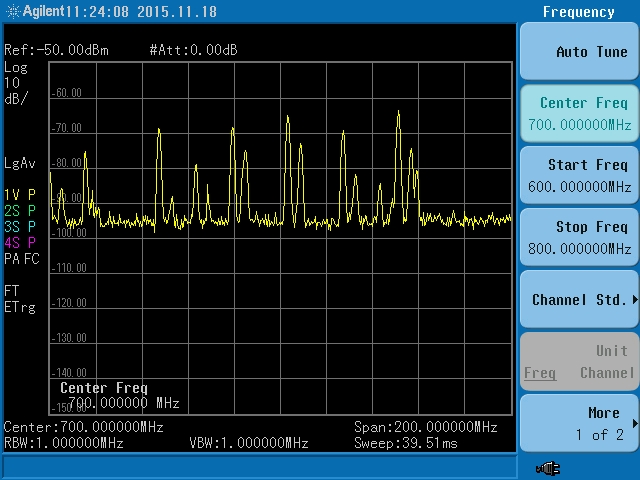 Agilent 11:24:08 2015.11.18
Frequency
Ref:-50.00dBm #Att:0.00dB
Log
10
dB/
LgAv
1V P
2S P
3S P
4S P
PA FC
FT
ETrg
-60.00
-70.00
-80.00
-90.00
-100.00
-110.00
-120.00
-130.00
-140.00
-150.00
Center Freq
700.000000 MHz
Center:700.000000MHz Span:200.000000MHz
RBW:1.000000MHz VBW:1.000000MHz Sweep:39.51ms
Auto Tune
Center Freq
700.000000MHz
Start Freq
600.000000MHz
Stop Freq
800.000000MHz
Channel Std.
Unit
Freq Channel
More
1 of 2